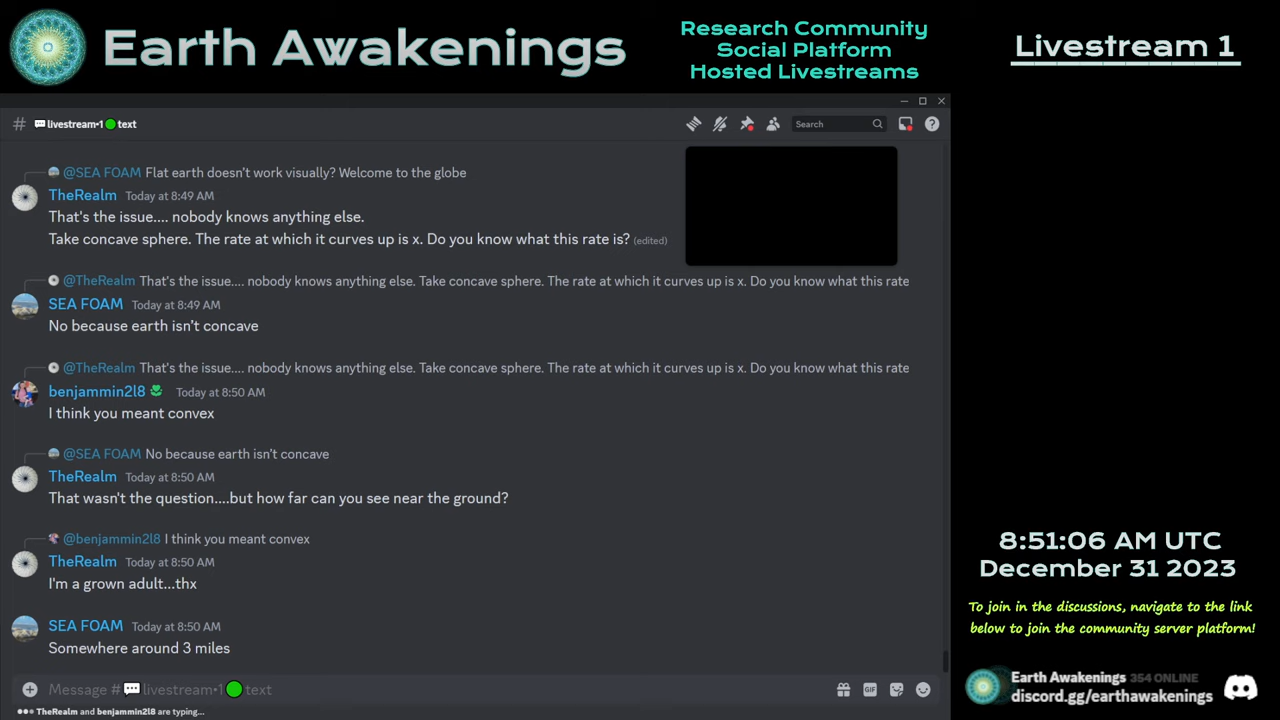 Earth Awakenings
Research Community
Social Platform
Hosted Livestreams
Livestream 1
# 💬livestream•1🟢text
Search
@SEA FOAM Flat earth doesn't work visually? Welcome to the globe
TheRealm Today at 8:49 AM
That's the issue.... nobody knows anything else.
Take concave sphere. The rate at which it curves up is x. Do you know what this rate is? (edited)
@TheRealm That's the issue.... nobody knows anything else. Take concave sphere. The rate at which it curves up is x. Do you know what this rate
SEA FOAM Today at 8:49 AM
No because earth isn't concave
@TheRealm That's the issue.... nobody knows anything else. Take concave sphere. The rate at which it curves up is x. Do you know what this rate
benjammin2l8 Today at 8:50 AM
I think you meant convex
@SEA FOAM No because earth isn't concave
TheRealm Today at 8:50 AM
That wasn't the question....but how far can you see near the ground?
@benjammin2l8 I think you meant convex
TheRealm Today at 8:50 AM
I'm a grown adult...thx
SEA FOAM Today at 8:50 AM
Somewhere around 3 miles
Message #💬livestream•1🟢text
GIF
TheRealm and benjammin2l8 are typing...
8:51:06 AM UTC
December 31 2023
To join in the discussions, navigate to the link
below to join the community server platform!
Earth Awakenings 354 ONLINE
discord.gg/earthawakenings